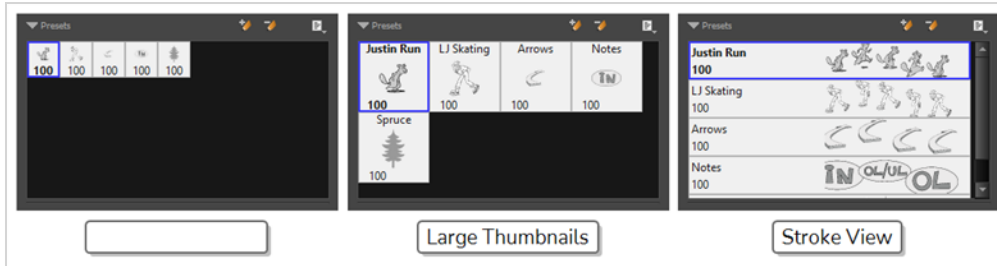 Presets
100 100 100 100 100
Presets
Justin Run LJ Skating Arrows Notes
IN
100 100 100 100
Spruce
100
Presets
Justin Run
100
LJ Skating
100
Arrows
100
Notes
100
IN OL/UL OL
Large Thumbnails
Stroke View